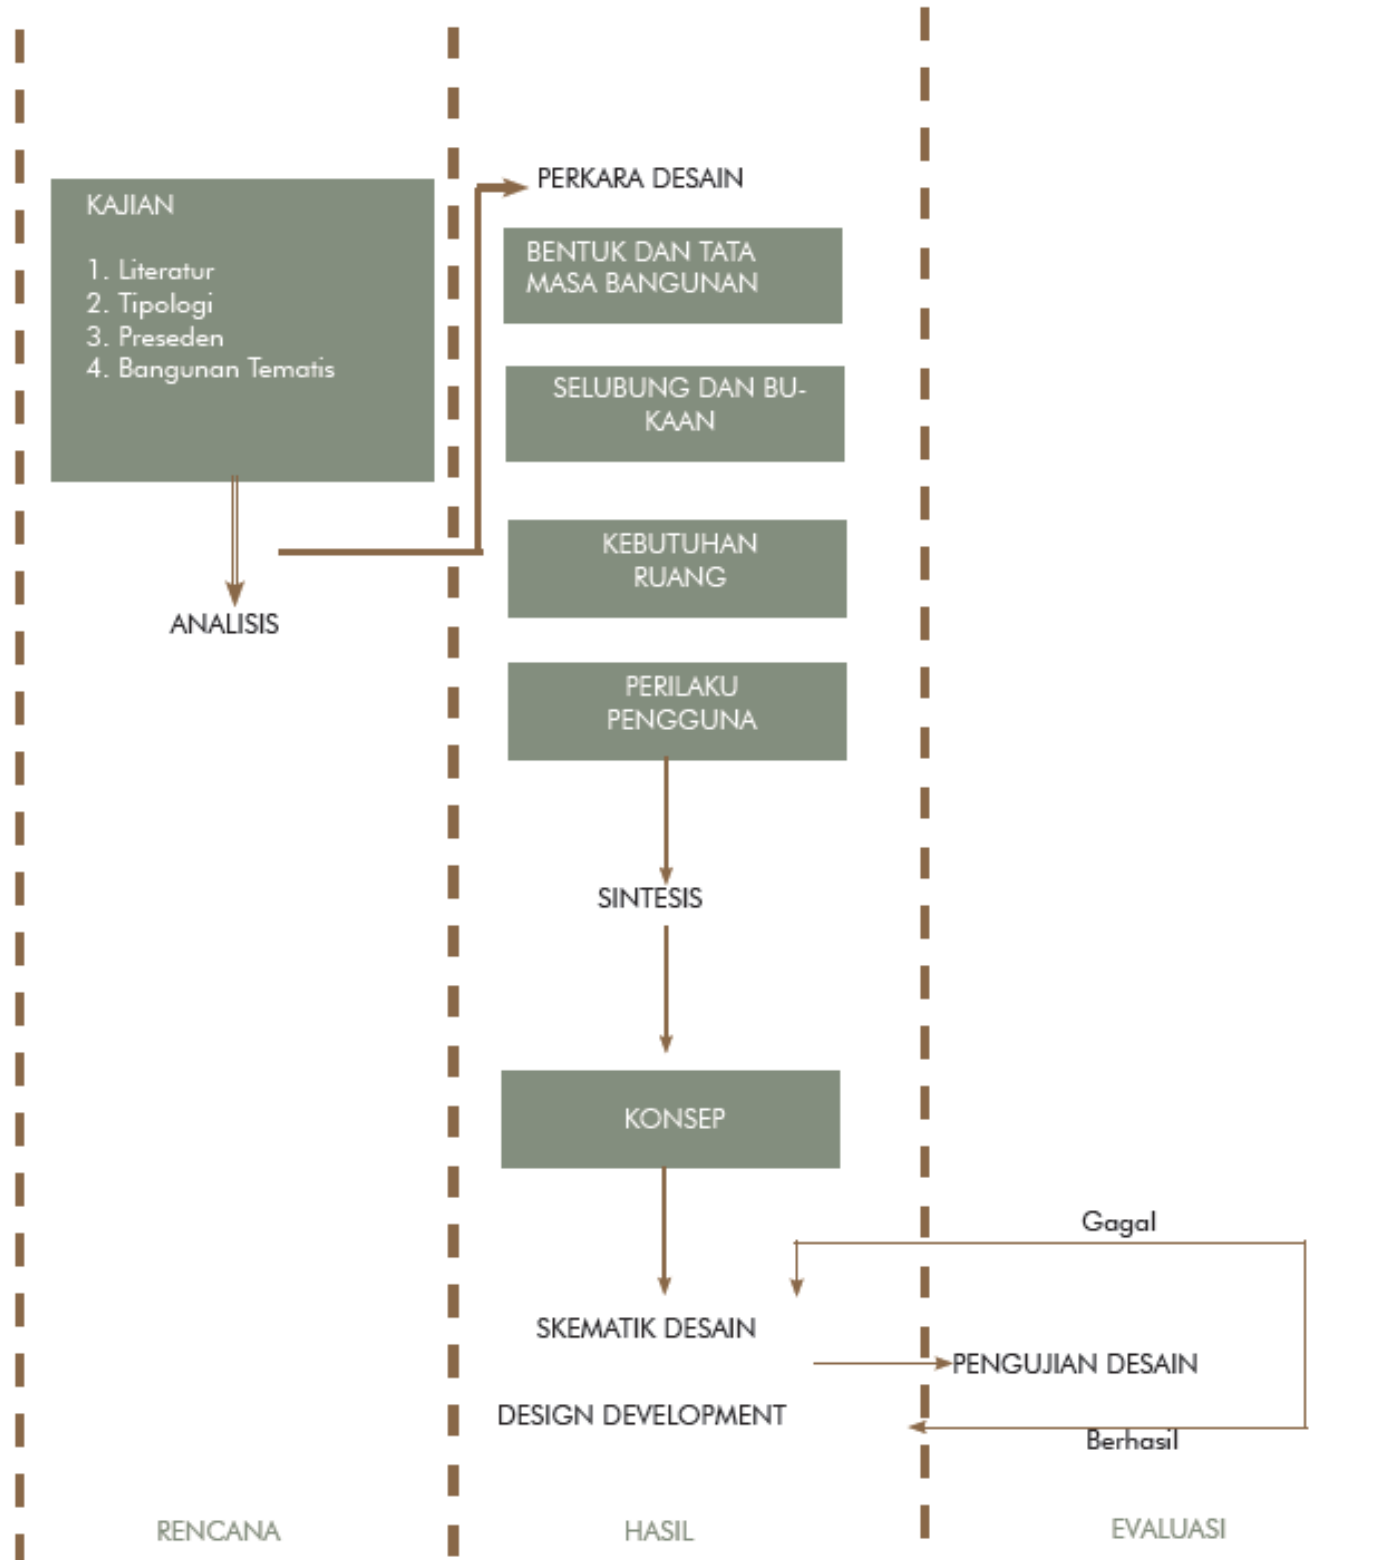 KAJIAN
1. Literatur
2. Tipologi
3. Preseden
4. Bangunan Tematis
ANALISIS
PERKARA DESAIN
BENTUK DAN TATA
MASA BANGUNAN
SELUBUNG DAN BU-
KAAN
KEBUTUHAN
RUANG
PERILAKU
PENGGUNA
SINTESIS
KONSEP
SKEMATIK DESAIN
DESIGN DEVELOPMENT
Gagal
PENGUJIAN DESAIN
Berhasil
RENCANA
HASIL
EVALUASI